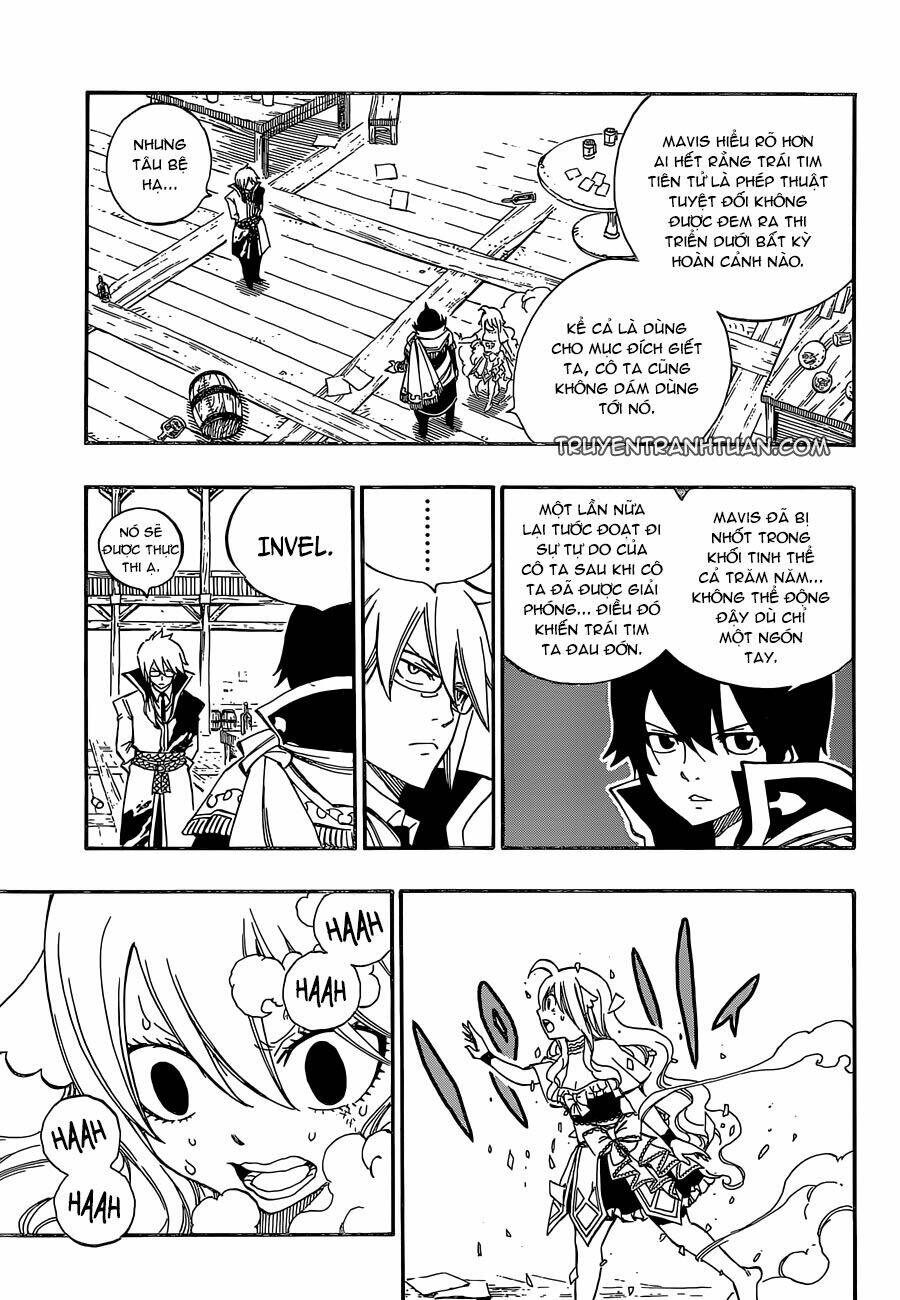 MAVIS HIỂU RÕ HƠN
AI HẾT RẰNG TRÁI TIM
TIÊN TỬ LÀ PHÉP THUẬT
TUYỆT ĐỐI KHÔNG
ĐƯỢC ĐEM RA THI
TRIỂN DƯỚI BẤT KỲ
HOÀN CẢNH NÀO.
KỂ CẢ LÀ DÙNG
CHO MỤC ĐÍCH GIẾT
TA, CÔ TA CŨNG
KHÔNG DÁM DÙNG
TỚI NÓ.
NHƯNG
TÂU BỆ
HẠ...
TRUYENTRANHTUAN.COM
MAVIS ĐÃ BỊ
NHỐT TRONG
KHỐI TINH THỂ
CẢ TRĂM NĂM...
KHÔNG THỂ ĐỘNG
ĐẬY DÙ CHỈ
MỘT NGÓN
TAY.
MỘT LẦN NỮA
LẠI TƯỚC ĐOẠT ĐI
SỰ TỰ DO CỦA
CÔ TA SAU KHI CÔ
TA ĐÃ ĐƯỢC GIẢI
PHÓNG... ĐIỀU ĐÓ
KHIẾN TRÁI TIM
TA ĐAU ĐỚN.
........
INVEL.
NÓ SẼ
ĐƯỢC THỰC
THI Ạ.
HAAH
HAAH
HAAH
HAAH